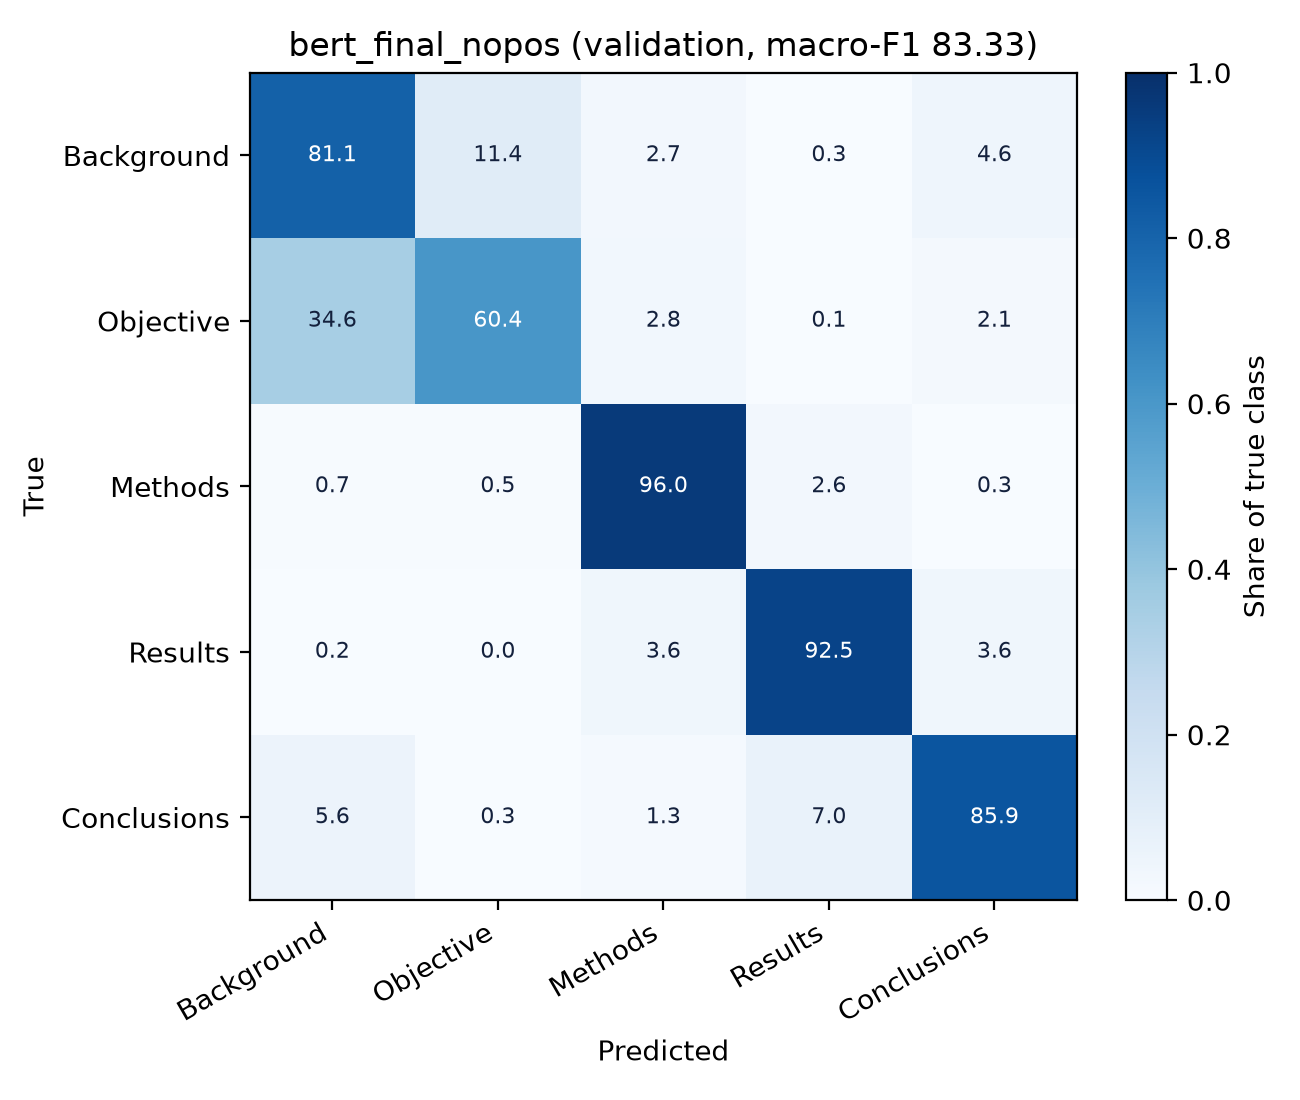 bert_final_nopos (validation, macro-F1 83.33)
Background 81.1 11.4 2.7 0.3 4.6
Objective 34.6 60.4 2.8 0.1 2.1
Methods 0.7 0.5 96.0 2.6 0.3
Results 0.2 0.0 3.6 92.5 3.6
Conclusions 5.6 0.3 1.3 7.0 85.9
True
Background Objective Methods Results Conclusions
Predicted
1.0
0.8
0.6
0.4
0.2
0.0
Share of true class